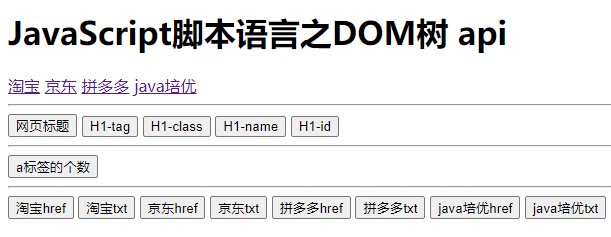 JavaScript脚本语言之DOM树 api
淘宝 京东 拼多多 java培优
网页标题 H1-tag H1-class H1-name H1-id
a标签的个数
淘宝href 淘宝txt 京东href 京东txt 拼多多href 拼多多txt java培优href java培优txt